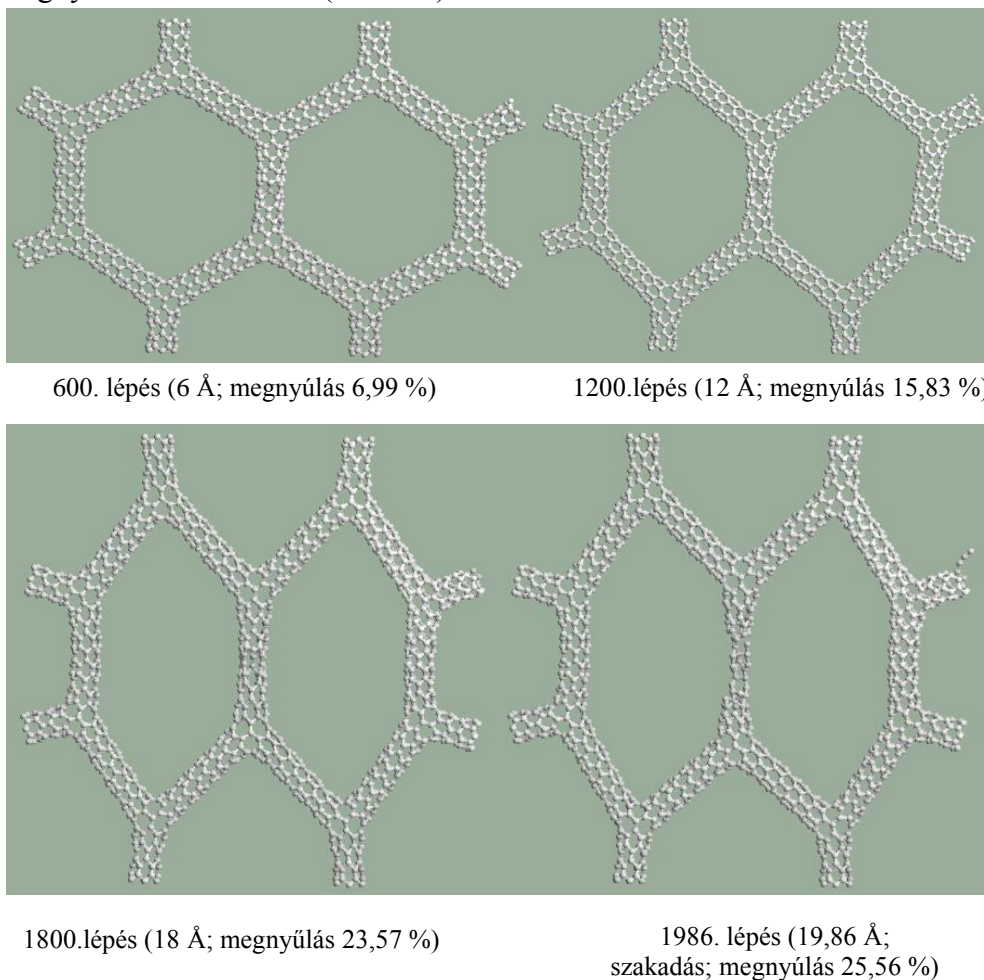 600. lépés (6 Å; megnyúlás 6,99 %)
1200.lépés (12 Å; megnyúlás 15,83 %)
1800.lépés (18 Å; megnyűlás 23,57 %)
1986. lépés (19,86 Å;
szakadás; megnyúlás 25,56 %)